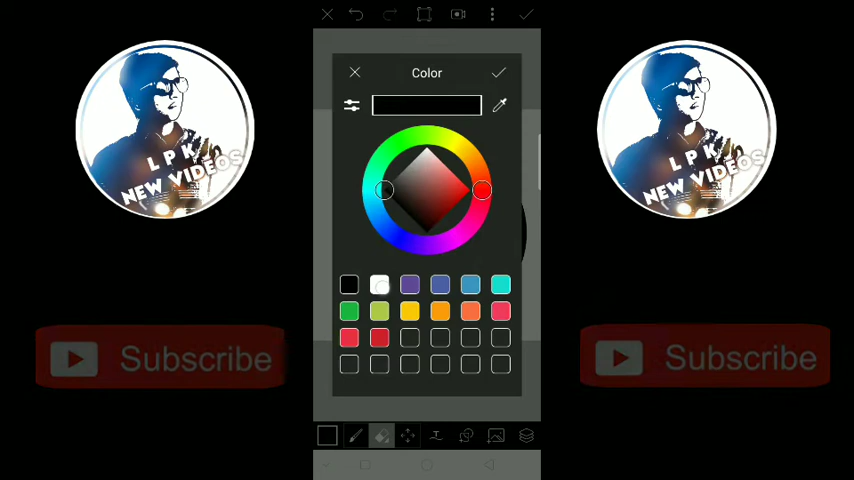 Color
L P K
NEW VIDEOS
L P K
NEW VIDEOS
Subscribe
Subscribe
T